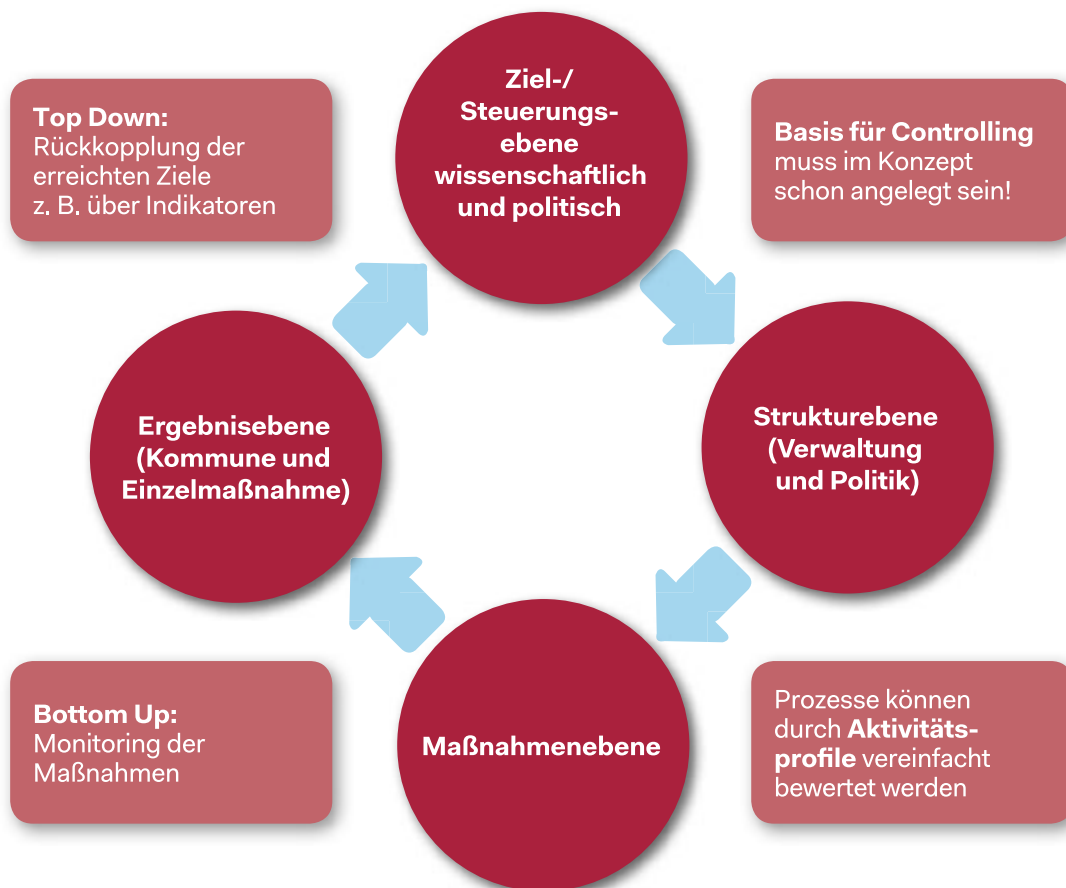 Ziel-/
Steuerungs-
ebene
wissenschaftlich
und politisch
Top Down:
Rückkopplung der
erreichten Ziele
z. B. über Indikatoren
Basis für Controlling
muss im Konzept
schon angelegt sein!
Ergebnisebene
(Kommune und
Einzelmaßnahme)
Strukturebene
(Verwaltung
und Politik)
Bottom Up:
Monitoring der
Maßnahmen
Maßnahmenebene
Prozesse können
durch Aktivitäts-
profile vereinfacht
bewertet werden